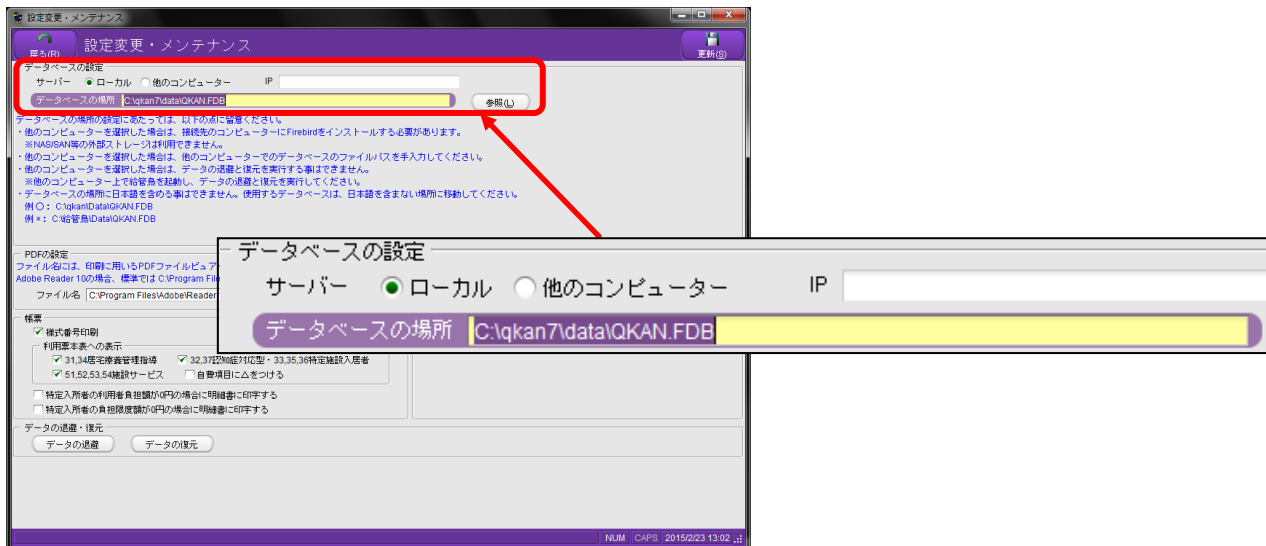 設定変更・メンテナンス
戻る(R)
設定変更・メンテナンス
更新(S)
データベースの設定
サーバー ローカル 他のコンピューター IP
データベースの場所 C:\qkan7\data\QKAN.FDB 参照(L)
データベースの場所の設定にあたっては、以下の点に留意ください。
・他のコンピューターを選択した場合は、接続先のコンピューターにFirebirdをインストールする必要があります。
※NAS/SAN等の外部ストレージは利用できません。
・他のコンピューターを選択した場合は、他のコンピューターでのデータベースのファイルパスを手入力してください。
・他のコンピューターを選択した場合は、データの退避と復元を実行する事はできません。
※他のコンピューター上で給管鳥を起動し、データの退避と復元を実行してください。
・データベースの場所に日本語を含める事はできません。使用するデータベースは、日本語を含まない場所に移動してください。
例○: C:\qkan\Data\QKAN.FDB
例×: C:\給管鳥\Data\QKAN.FDB
PDFの設定
ファイル名には、印刷に用いるPDFファイルビュア
Adobe Reader 10の場合、標準では C:\Program File
ファイル名 C:\Program Files\Adobe\Reader
データベースの設定
サーバー ローカル 他のコンピューター IP
データベースの場所 C:\qkan7\data\QKAN.FDB
帳票
様式番号印刷
利用票本表への表示
31,34居宅療養管理指導 32,37認知症対応型・33,35,36特定施設入居者
51,52,53,54施設サービス 自費項目に△をつける
特定入所者の利用者負担額が0円の場合に明細書に印字する
特定入所者の負担限度額が0円の場合に明細書に印字する
データの退避・復元
データの退避 データの復元
NUM CAPS 2015/2/23 13:02